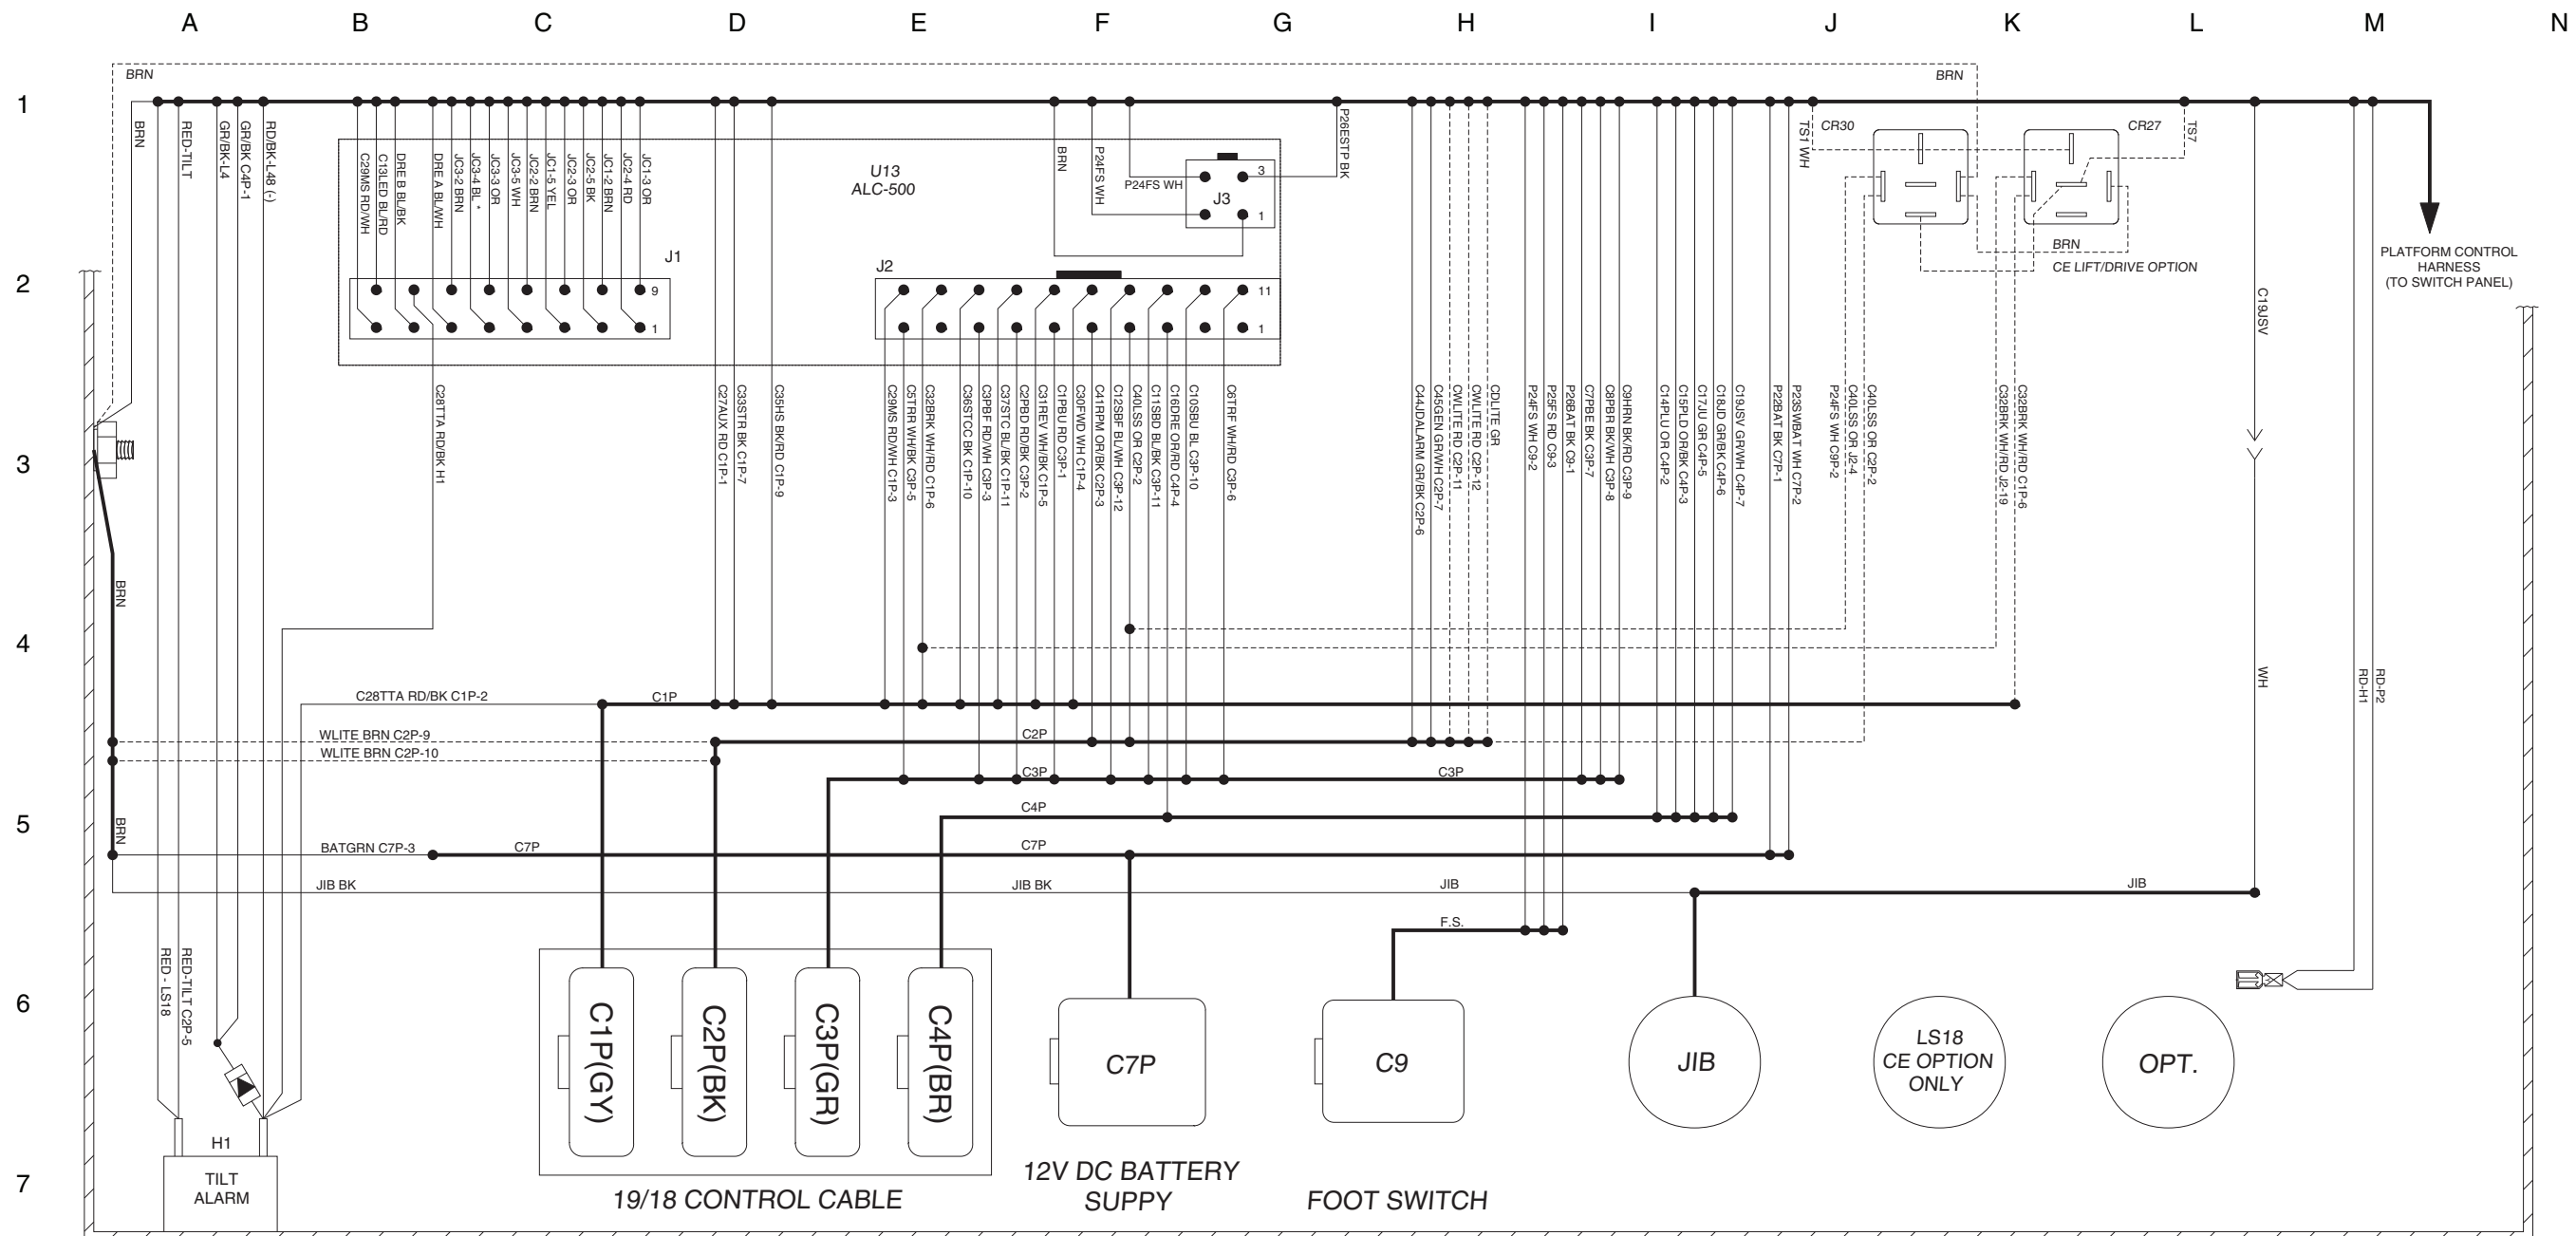 A B C D E F G H I J K L M N
1
2
3
4
5
6
7
BRN
BRN
BRN
RED-TILT
GR/BK-L4
GR/BK C4P-1
RD/BK-L48 (-)
C29MS RD/WH
C13LED BL/RD
DRE B BL/BK
DRE A BL/WH
JC3-2 BRN
JC3-4 BL *
JC3-3 OR
JC3-5 WH
JC2-2 BRN
JC1-5 YEL
JC2-3 OR
JC2-5 BK
JC1-2 BRN
JC2-4 RD
JC1-3 OR
U13
ALC-500
BRN
P24FS WH
P24FS WH
J3
3
1
P26ESTP BK
TS1 WH
CR30
CR27
TS7
BRN
CE LIFT/DRIVE OPTION
PLATFORM CONTROL
HARNESS
(TO SWITCH PANEL)
J1
9
1
J2
11
1
C19JSV
C28TTA RD/BK H1
C27AUX RD C1P-1
C33STR BK C1P-7
C35HS BK/RD C1P-9
C29MS RD/WH C1P-3
C5TRR WH/BK C3P-5
C32BRK WH/RD C1P-6
C36STCC BK C1P-10
C3PBF RD/WH C3P-3
C37STC BL/BK C1P-11
C2PBD RD/BK C3P-2
C31REV WH/BK C1P-5
C1PBU RD C3P-1
C30FWD WH C1P-4
C41RPM OR/BK C2P-3
C12SBF BL/WH C3P-12
C40LSS OR C2P-2
C11SBD BL/BK C3P-11
C16DRE OR/RD C4P-4
C10SBU BL C3P-10
C6TRF WH/RD C3P-6
C44JDALARM GR/BK C2P-6
C45GEN GR/WH C2P-7
CWLITE RD C2P-11
CWLITE RD C2P-12
CDLITE GR
P24FS WH C9-2
P25FS RD C9-3
P26BAT BK C9-1
C7PBE BK C3P-7
C8PBR BK/WH C3P-8
C9HRN BK/RD C3P-9
C14PLU OR C4P-2
C15PLD OR/BK C4P-3
C17JU GR C4P-5
C18JD GR/BK C4P-6
C19JSV GR/WH C4P-7
P22BAT BK C7P-1
P23SWBAT WH C7P-2
P24FS WH C9P-2
C40LSS OR J2-4
C40LSS OR C2P-2
C32BRK WH/RD J2-19
C32BRK WH/RD C1P-6
BRN
C28TTA RD/BK C1P-2
C1P
WH
RD-H1
RD-P2
WLITE BRN C2P-9
C2P
WLITE BRN C2P-10
C3P
C3P
C4P
BRN
BATGRN C7P-3
C7P
C7P
JIB BK
JIB BK
JIB
JIB
F.S.
RED - LS18
RED-TILT C2P-5
C1P(GY)
C2P(BK)
C3P(GR)
C4P(BR)
C7P
C9
JIB
LS18
CE OPTION
ONLY
OPT.
H1
TILT
ALARM
19/18 CONTROL CABLE
12V DC BATTERY
SUPPY
FOOT SWITCH